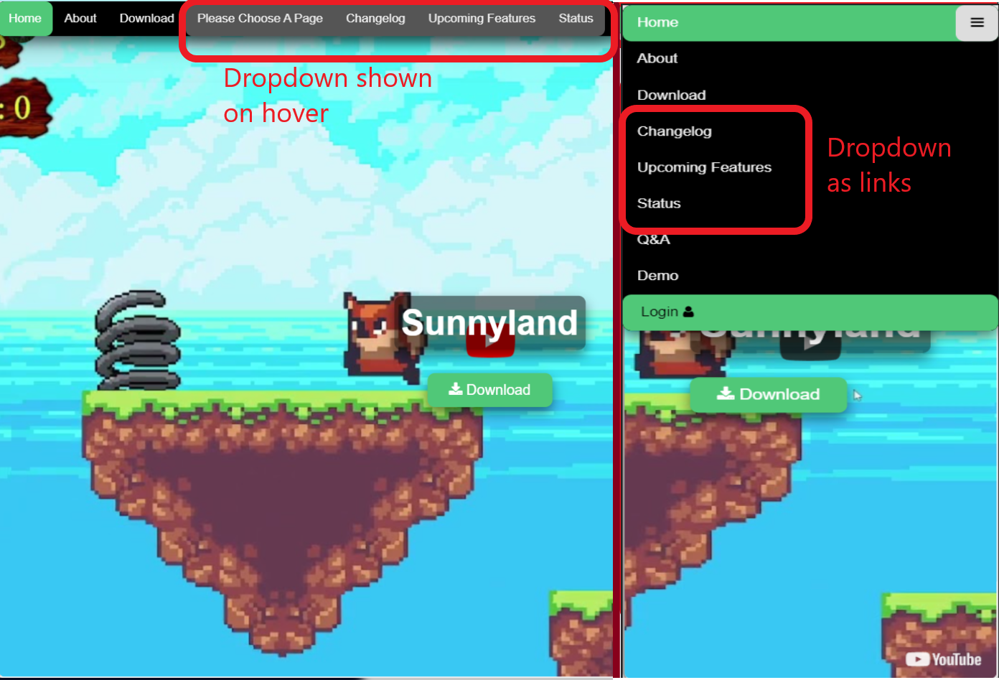 Home About Download Please Choose A Page Changelog Upcoming Features Status
Dropdown shown
on hover
: 0
Sunnyland
Download
Home
About
Download
Changelog
Upcoming Features
Status
Q&A
Demo
Login
Dropdown
as links
Sunnyland
Download
YouTube